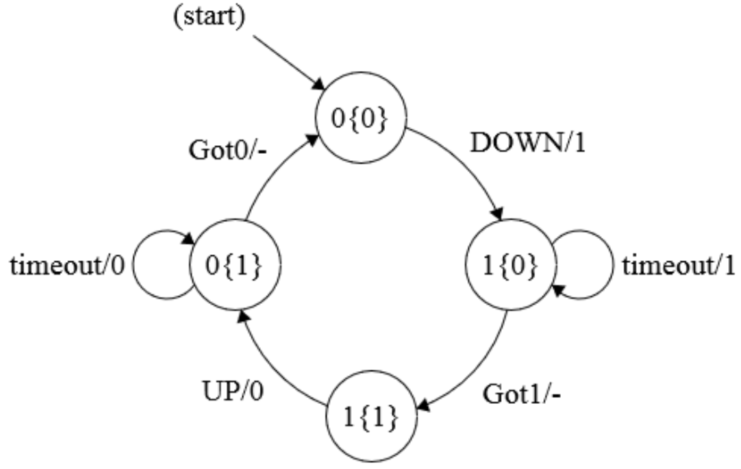 (start)
0{0}
DOWN/1
Got0/-
timeout/0
0{1}
1{0}
timeout/1
UP/0
Got1/-
1{1}